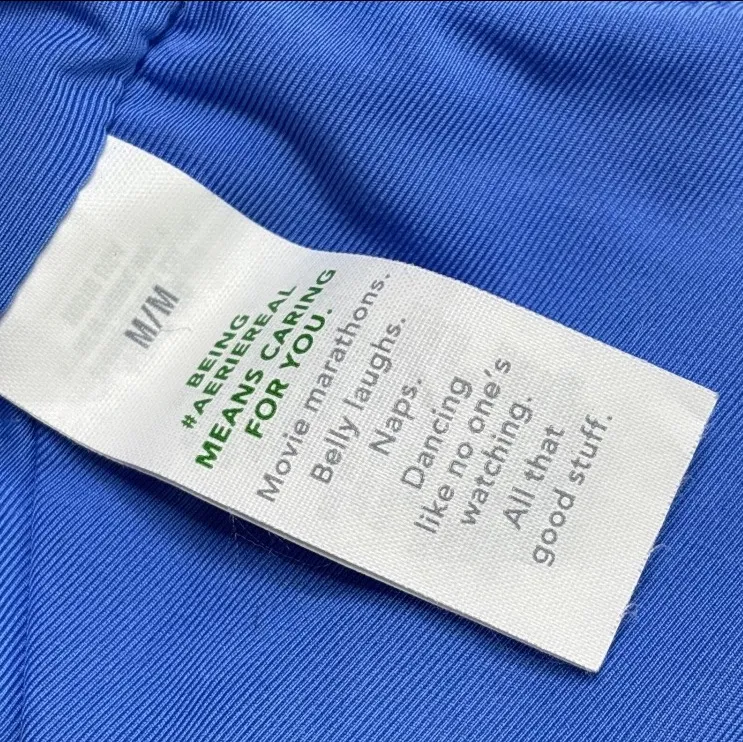 M/M
BEING
#AERIEREAL
MEANS CARING
FOR YOU.
Movie marathons.
Belly laughs.
Naps.
Dancing
like no one's
watching.
All that
good stuff.